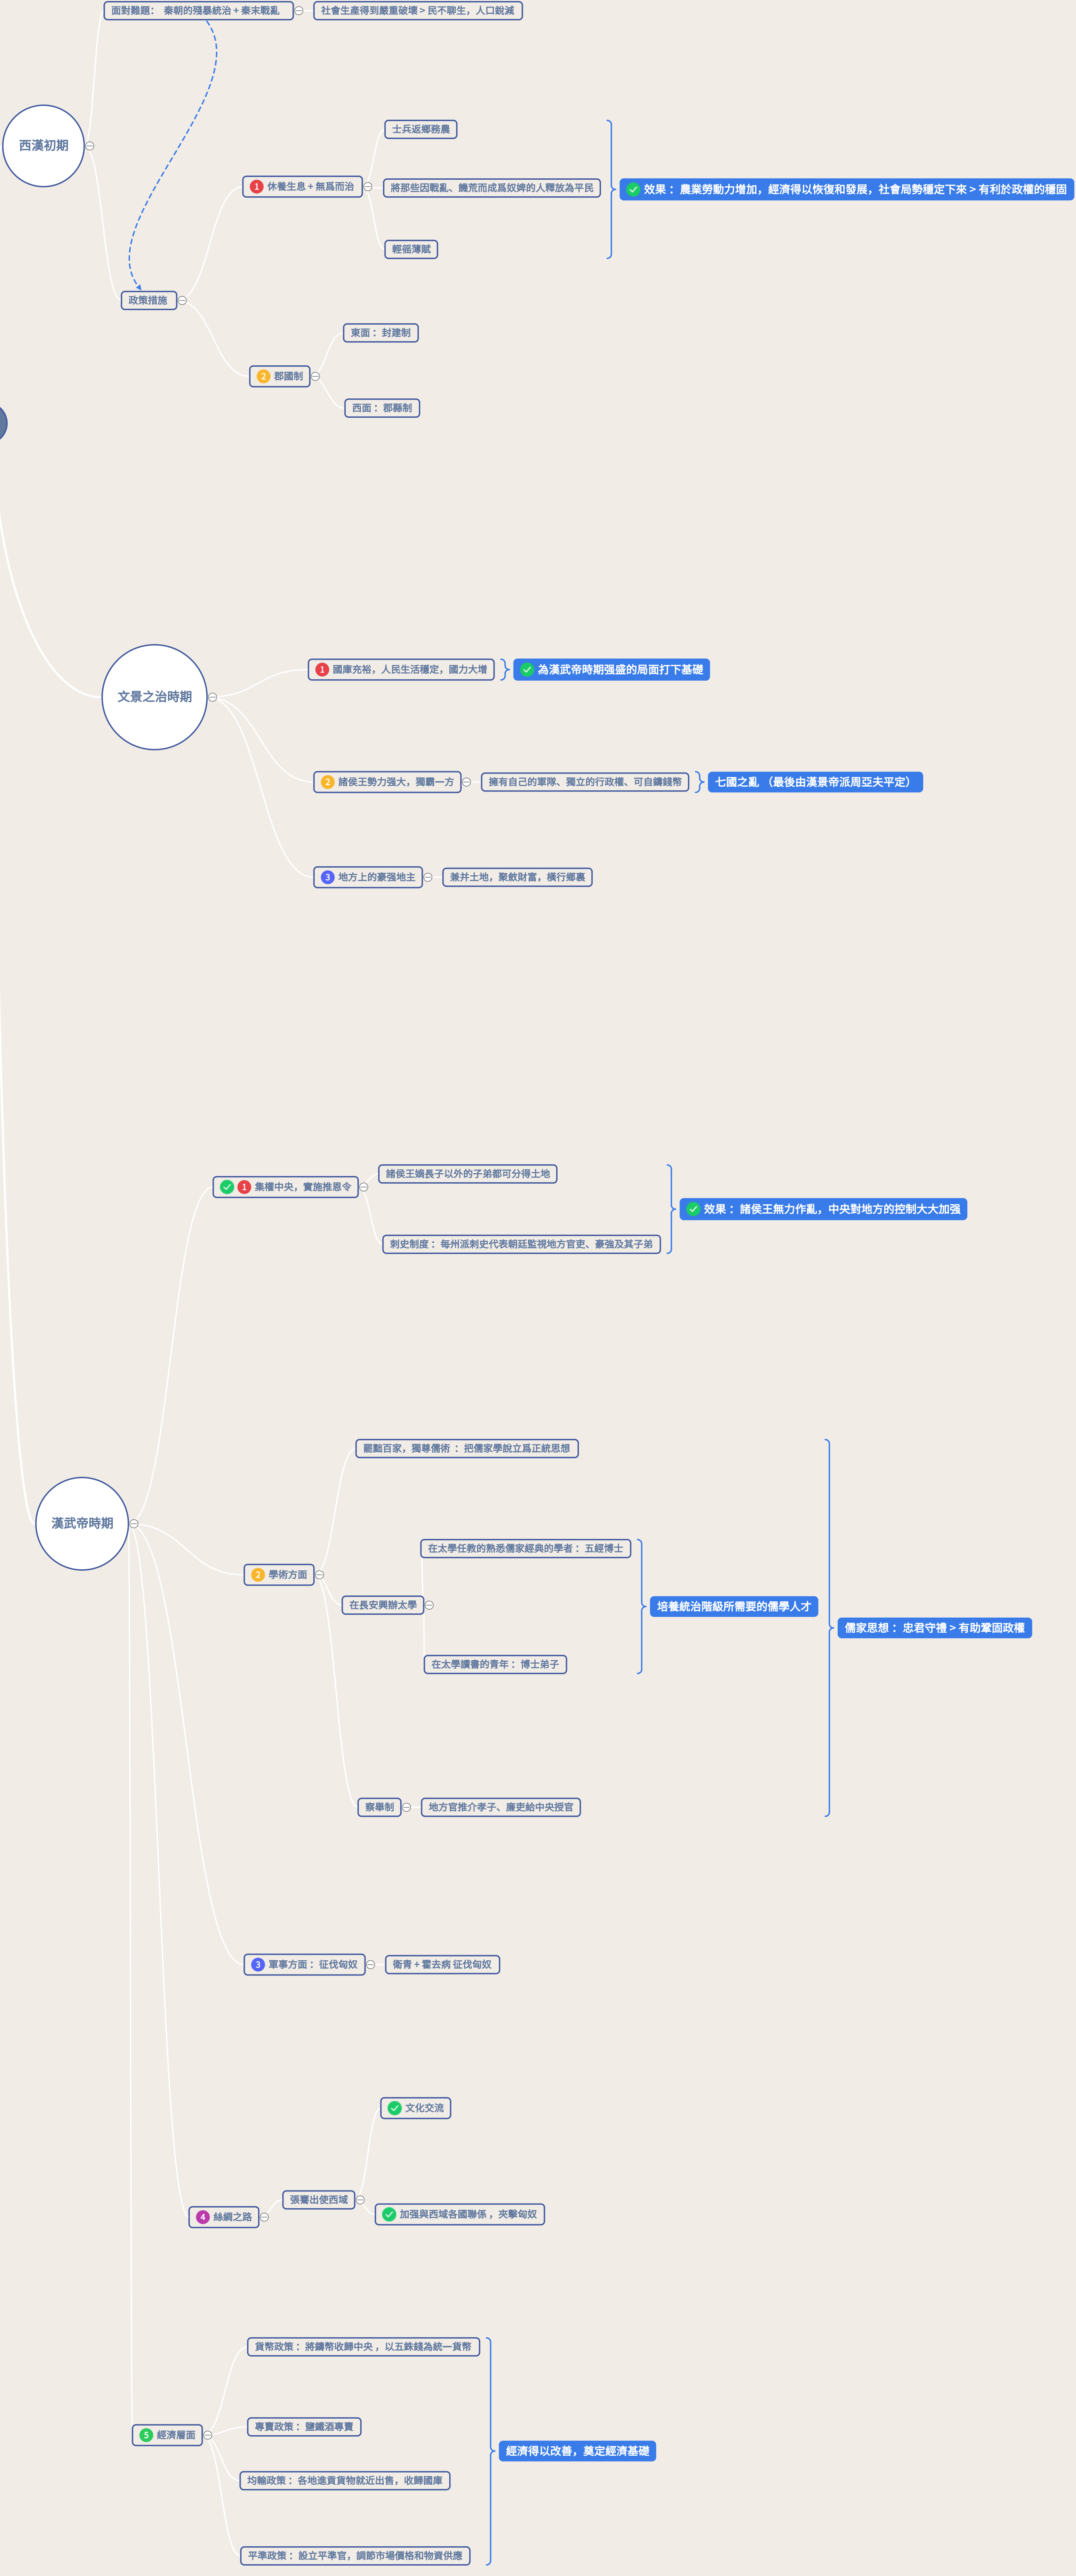 面對難題： 秦朝的殘暴統治 + 秦末戰亂
社會生產得到嚴重破壞 > 民不聊生，人口銳減
西漢初期
士兵返鄉務農
1 休養生息 + 無爲而治
將那些因戰亂、饑荒而成爲奴婢的人釋放為平民
效果： 農業勞動力增加，經濟得以恢復和發展，社會局勢穩定下來 > 有利於政權的穩固
輕徭薄賦
政策措施
東面： 封建制
2 郡國制
西面： 郡縣制
文景之治時期
1 國庫充裕，人民生活穩定，國力大增
為漢武帝時期强盛的局面打下基礎
2 諸侯王勢力强大，獨霸一方
擁有自己的軍隊、獨立的行政權、可自鑄錢幣
七國之亂 （最後由漢景帝派周亞夫平定）
3 地方上的豪强地主
兼并土地，聚斂財富，橫行鄉裏
諸侯王嫡長子以外的子弟都可分得土地
1 集權中央，實施推恩令
效果： 諸侯王無力作亂，中央對地方的控制大大加强
刺史制度： 每州派刺史代表朝廷監視地方官吏、豪強及其子弟
罷黜百家，獨尊儒術 ： 把儒家學說立爲正統思想
漢武帝時期
在太學任教的熟悉儒家經典的學者： 五經博士
2 學術方面
在長安興辦太學
培養統治階級所需要的儒學人才
儒家思想： 忠君守禮 > 有助鞏固政權
在太學讀書的青年： 博士弟子
察舉制
地方官推介孝子、廉吏給中央授官
3 軍事方面： 征伐匈奴
衛青 + 霍去病 征伐匈奴
文化交流
張騫出使西域
4 絲綢之路
加强與西域各國聯係 ，夾擊匈奴
貨幣政策： 將鑄幣收歸中央 ，以五銖錢為統一貨幣
專賣政策： 鹽鐵酒專賣
5 經濟層面
經濟得以改善，奠定經濟基礎
均輸政策： 各地進貢貨物就近出售，收歸國庫
平準政策： 設立平準官，調節市場價格和物資供應